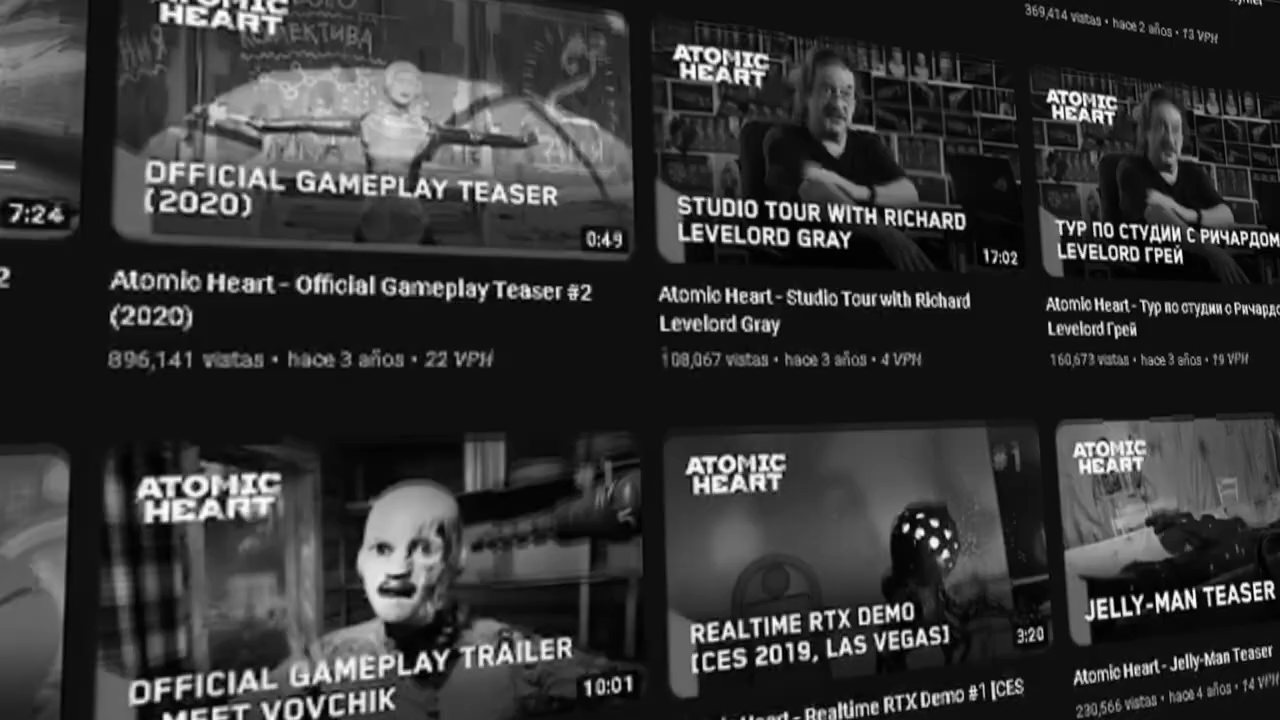 369,414 vistas • hace 2 años • 13 VPH
ATOMIC
HEART
OFFICIAL GAMEPLAY TEASER
(2020)
7:24
0:49
Atomic Heart - Official Gameplay Teaser #2
(2020)
896,141 vistas • hace 3 años • 22 VPH
ATOMIC
HEART
STUDIO TOUR WITH RICHARD
LEVELORD GRAY
17:02
Atomic Heart - Studio Tour with Richard
Levelord Gray
108,067 vistas • hace 3 años • 4 VPH
ATOMIC
HEART
ТУР ПО СТУДИИ С РИЧАРДОМ
LEVELORD ГРЕЙ
Atomic Heart - Тур по студии с Ричардо
Levelord Грей
160,673 vistas • hace 3 años • 19 VPH
2
ATOMIC
HEART
OFFICIAL GAMEPLAY TRAILER
MEET VOVCHIK
10:01
ATOMIC
HEART
#1
REALTIME RTX DEMO
[CES 2019, LAS VEGAS]
3:20
Heart - Realtime RTX Demo #1 [CES
ATOMIC
HEART
JELLY-MAN TEASER
Atomic Heart - Jelly-Man Teaser
230,566 vistas • hace 4 años • 14 VPH